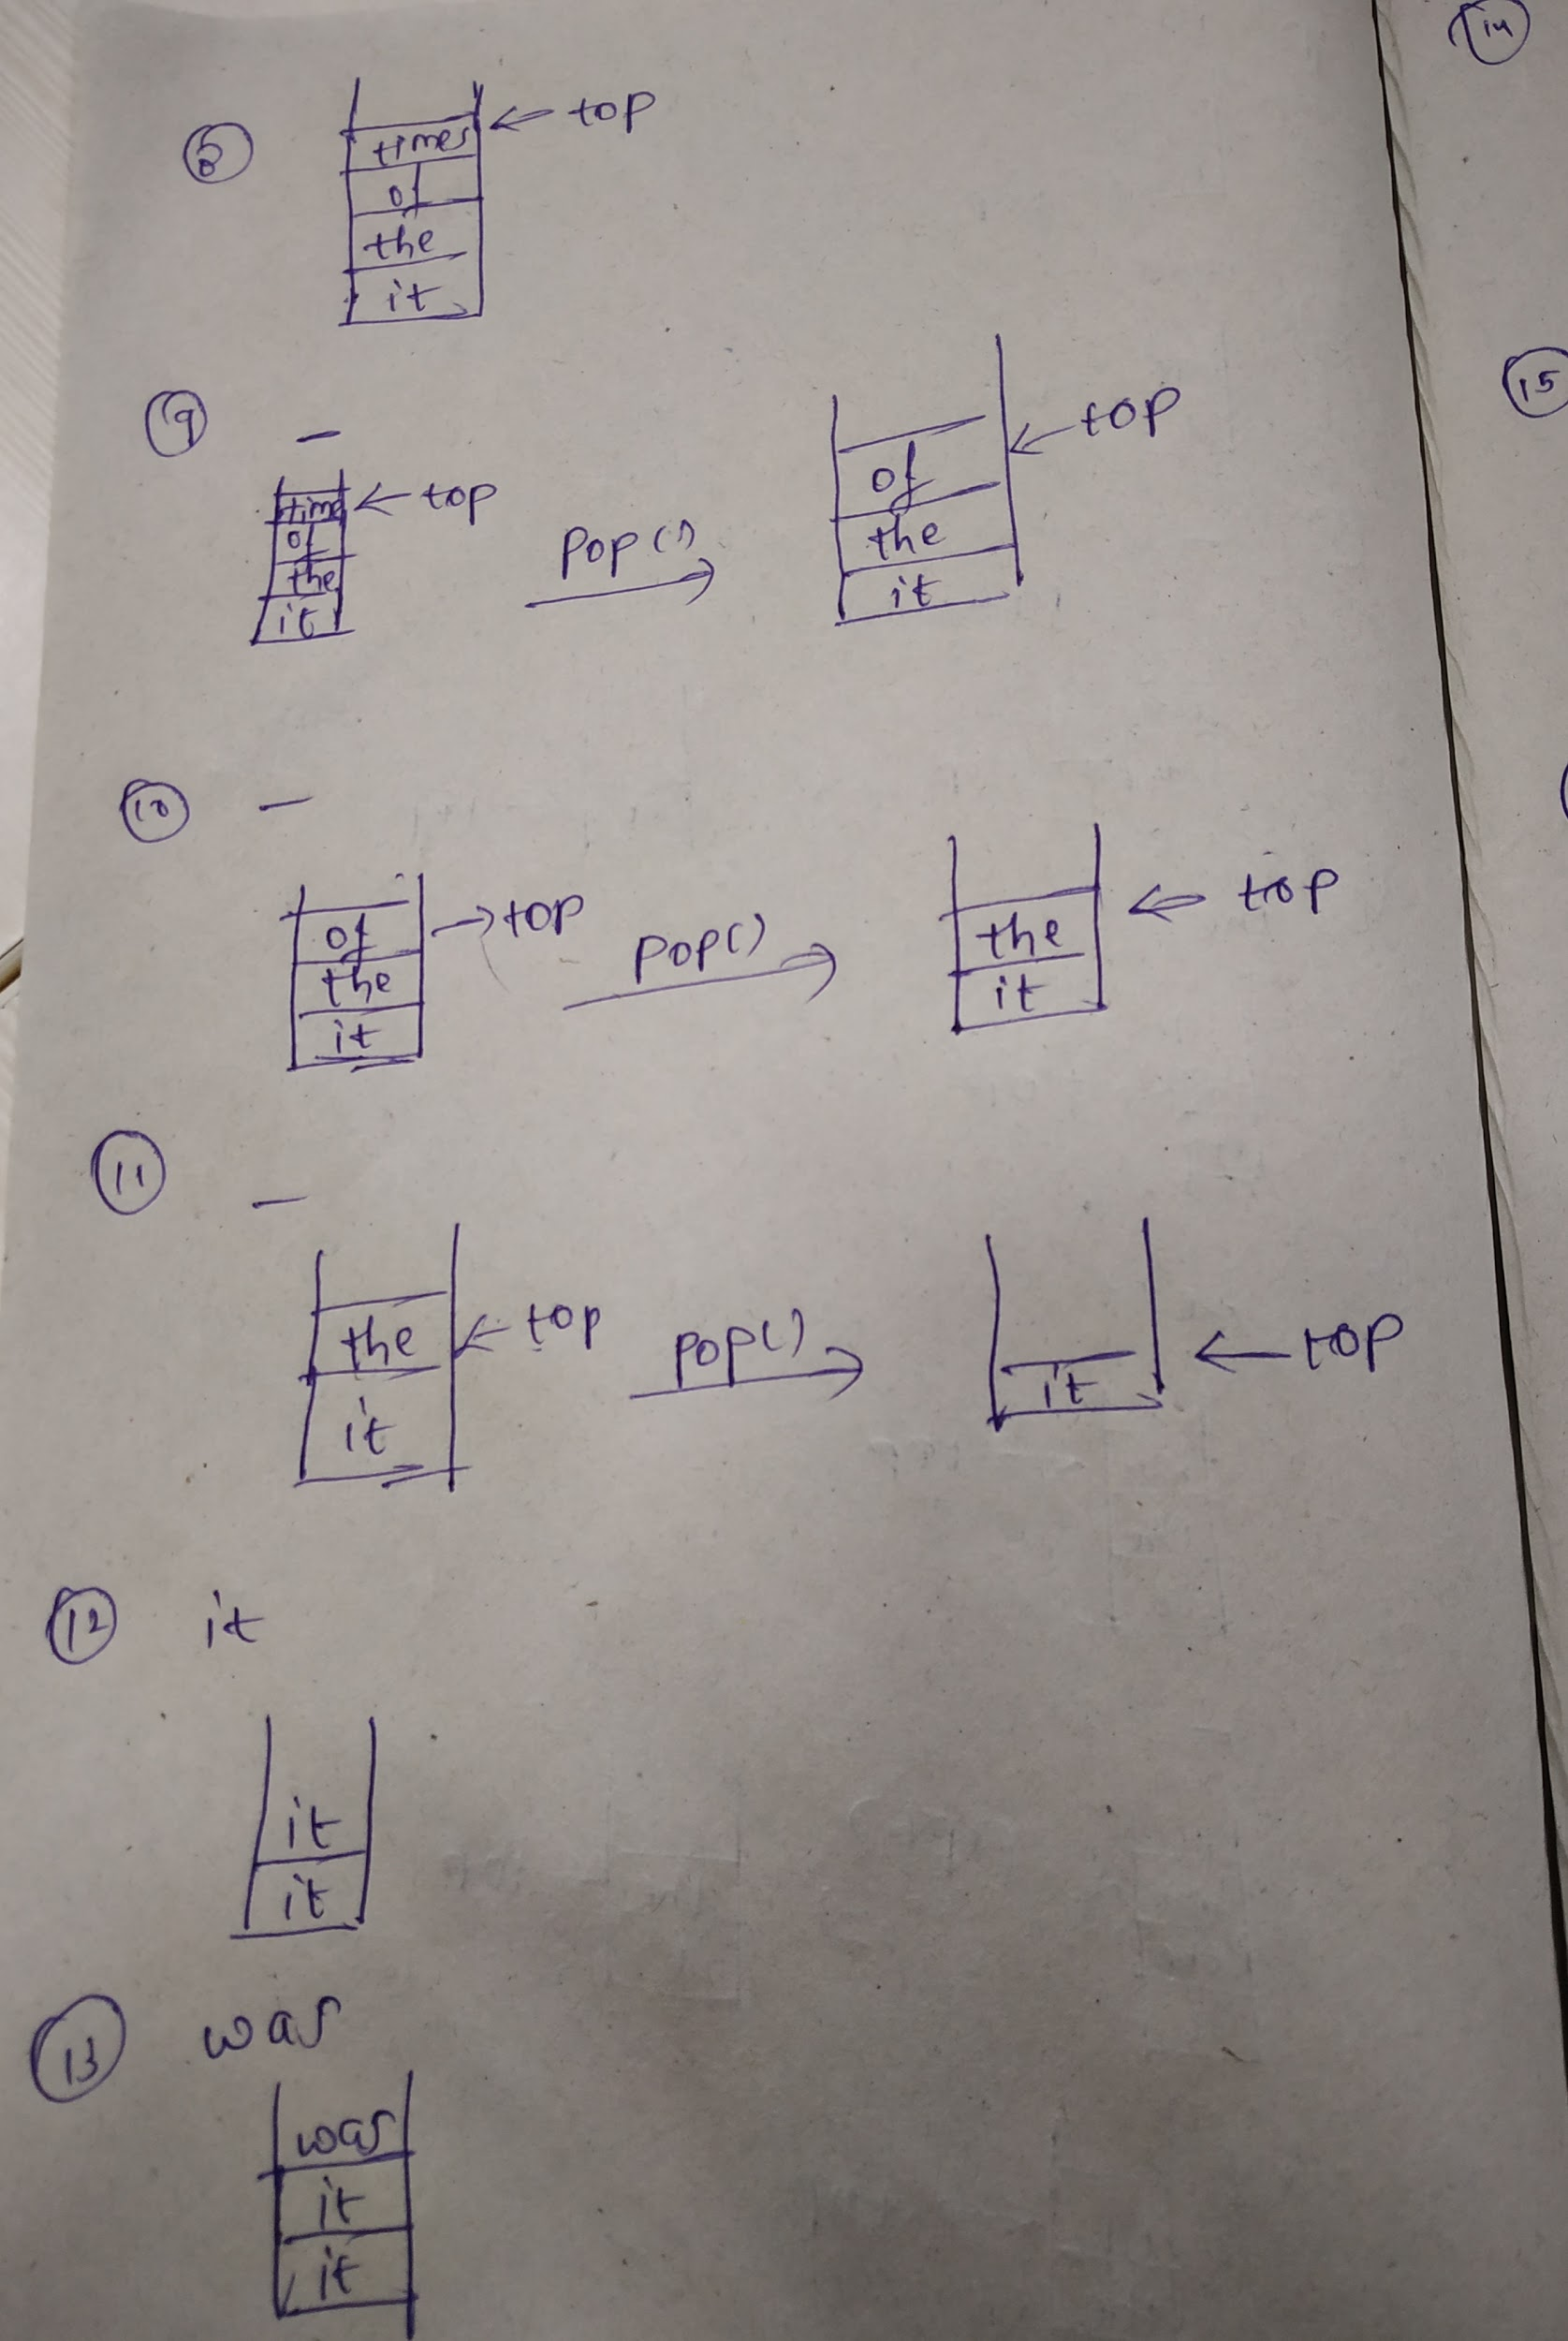 14
8
← top
times
of
the
it
15
9 -
time ← top
of
the
it
pop()
← top
of
the
it
10 -
of → top
the
it
pop()
← top
the
it
11 -
the ← top
it
pop()
← top
it
12 it
it
it
13 was
was
it
it